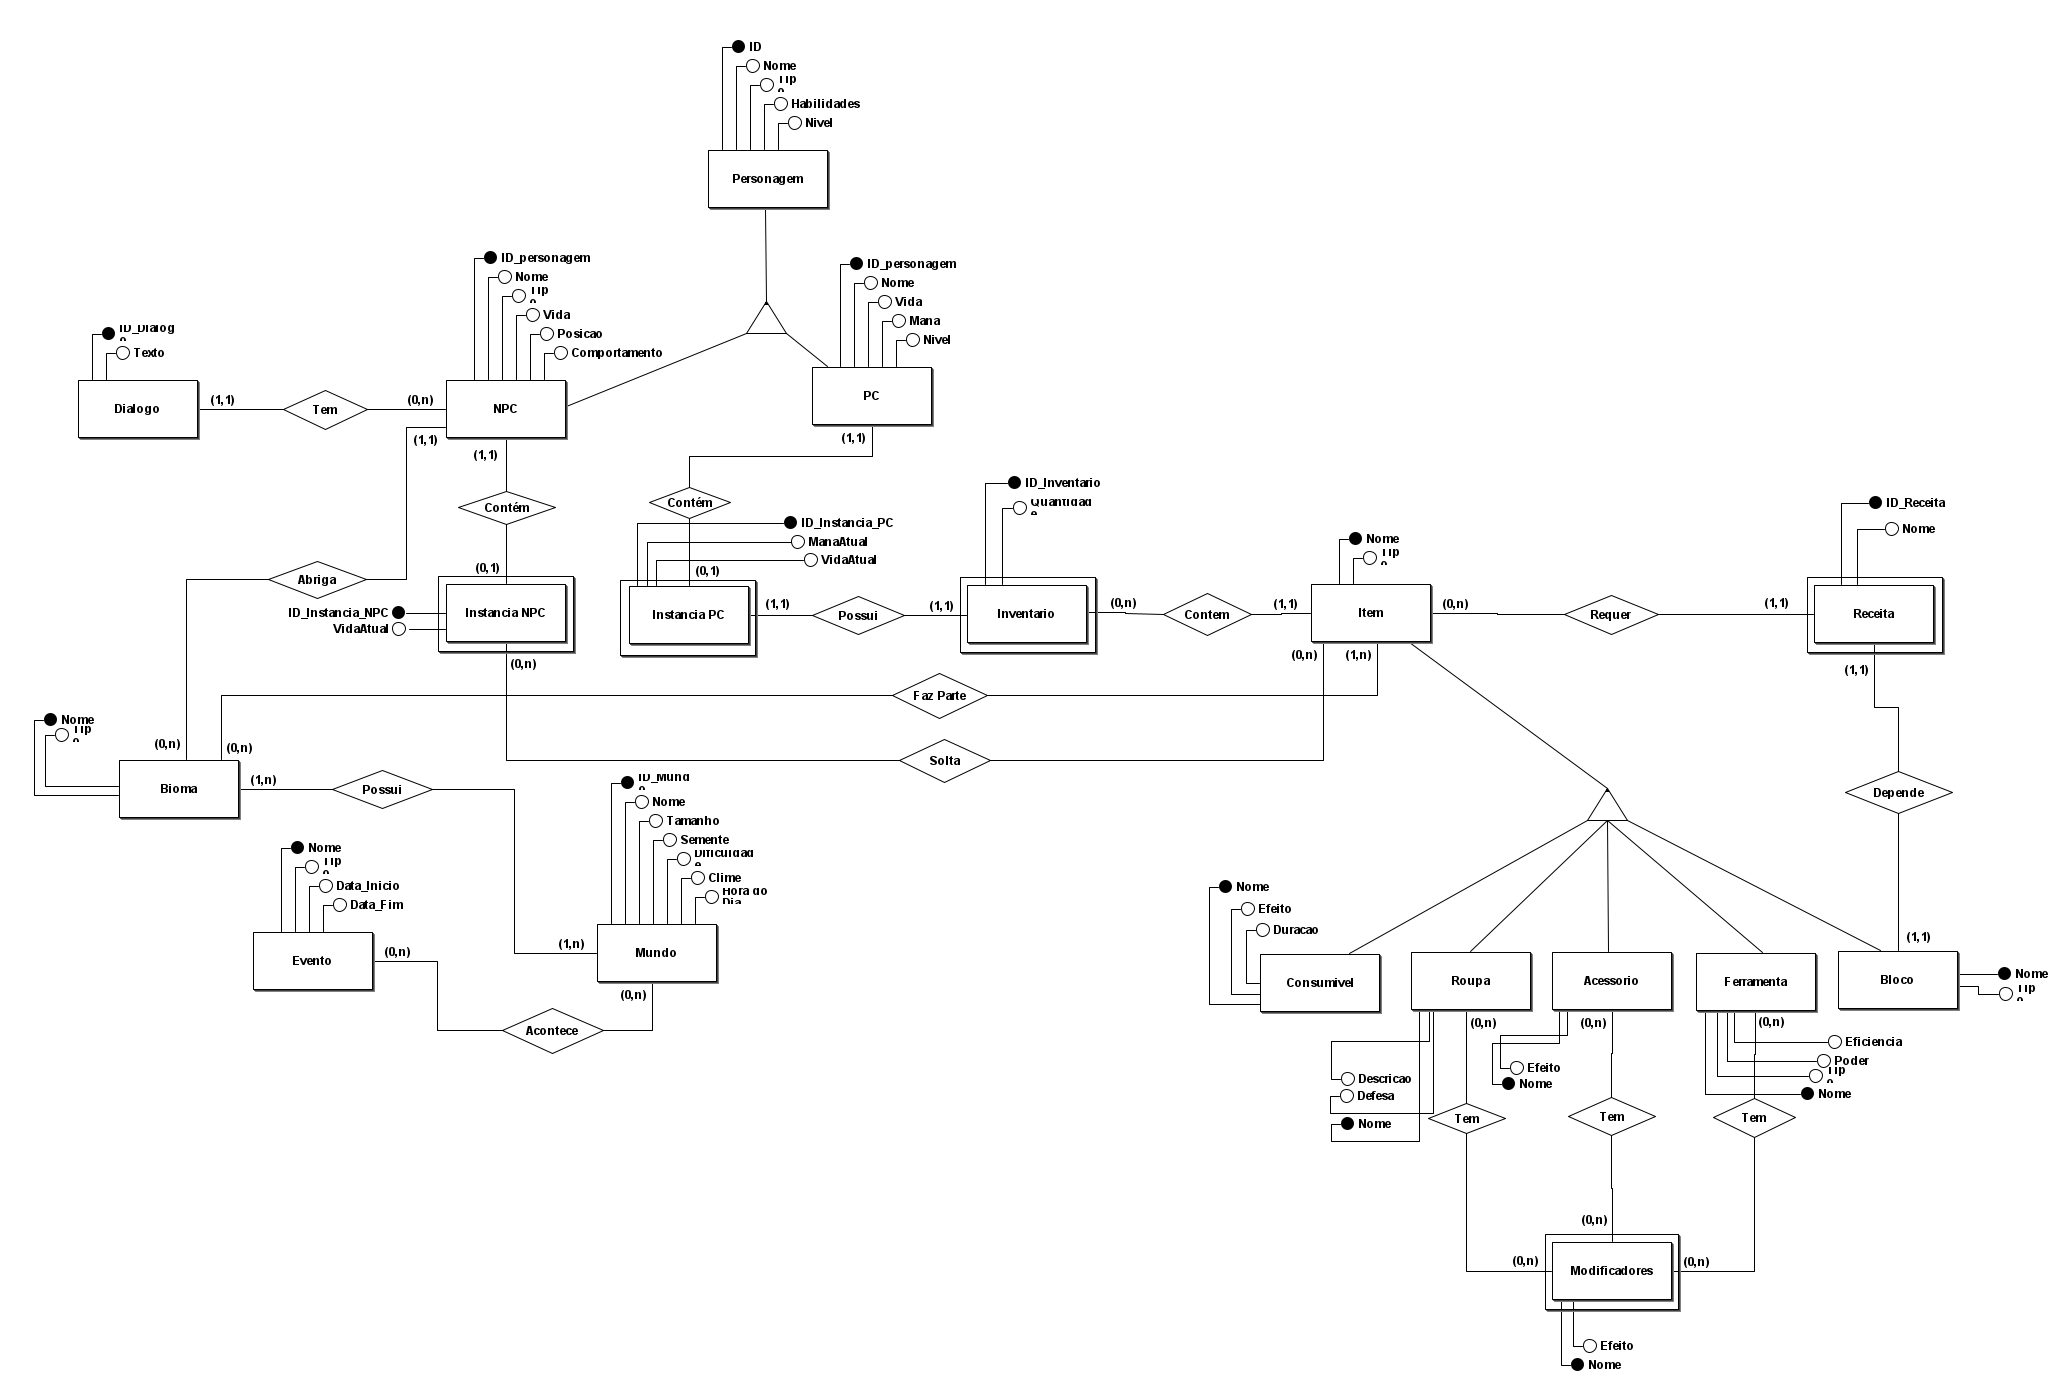 ID
Nome
Tipo
Habilidades
Nivel
Personagem
ID_personagem
Nome
Tipo
Vida
Posicao
Comportamento
NPC
ID_personagem
Nome
Vida
Mana
Nivel
PC
ID_Dialogo
Texto
Dialogo
(1,1)
Tem
(0,n)
(1,1)
(1,1)
(1,1)
Contém
Contém
ID_Instancia_PC
ManaAtual
VidaAtual
(0,1)
(0,1)
Abriga
ID_Instancia_NPC
VidaAtual
Instancia NPC
(0,n)
Instancia PC
(1,1)
Possui
(1,1)
ID_Inventario
Quantidade
Inventario
(0,n)
Contem
(1,1)
Nome
Tipo
Item
(0,n)
Requer
(1,1)
ID_Receita
Nome
Receita
(1,1)
(0,n)
(1,n)
Faz Parte
Solta
Nome
Tipo
(0,n)
(0,n)
Bioma
(1,n)
Possui
ID_Mundo
Nome
Tamanho
Semente
Dificuldade
Clime
Hora do
Dia
(1,n)
Mundo
(0,n)
Nome
Tipo
Data_Inicio
Data_Fim
Evento
(0,n)
Acontece
Depende
(1,1)
Nome
Efeito
Duracao
Consumivel
Roupa
Acessorio
Ferramenta
Bloco
Nome
Tipo
(0,n)
(0,n)
(0,n)
Descricao
Defesa
Nome
Efeito
Nome
Eficiencia
Poder
Tipo
Nome
Tem
Tem
Tem
(0,n)
(0,n)
(0,n)
Modificadores
Efeito
Nome